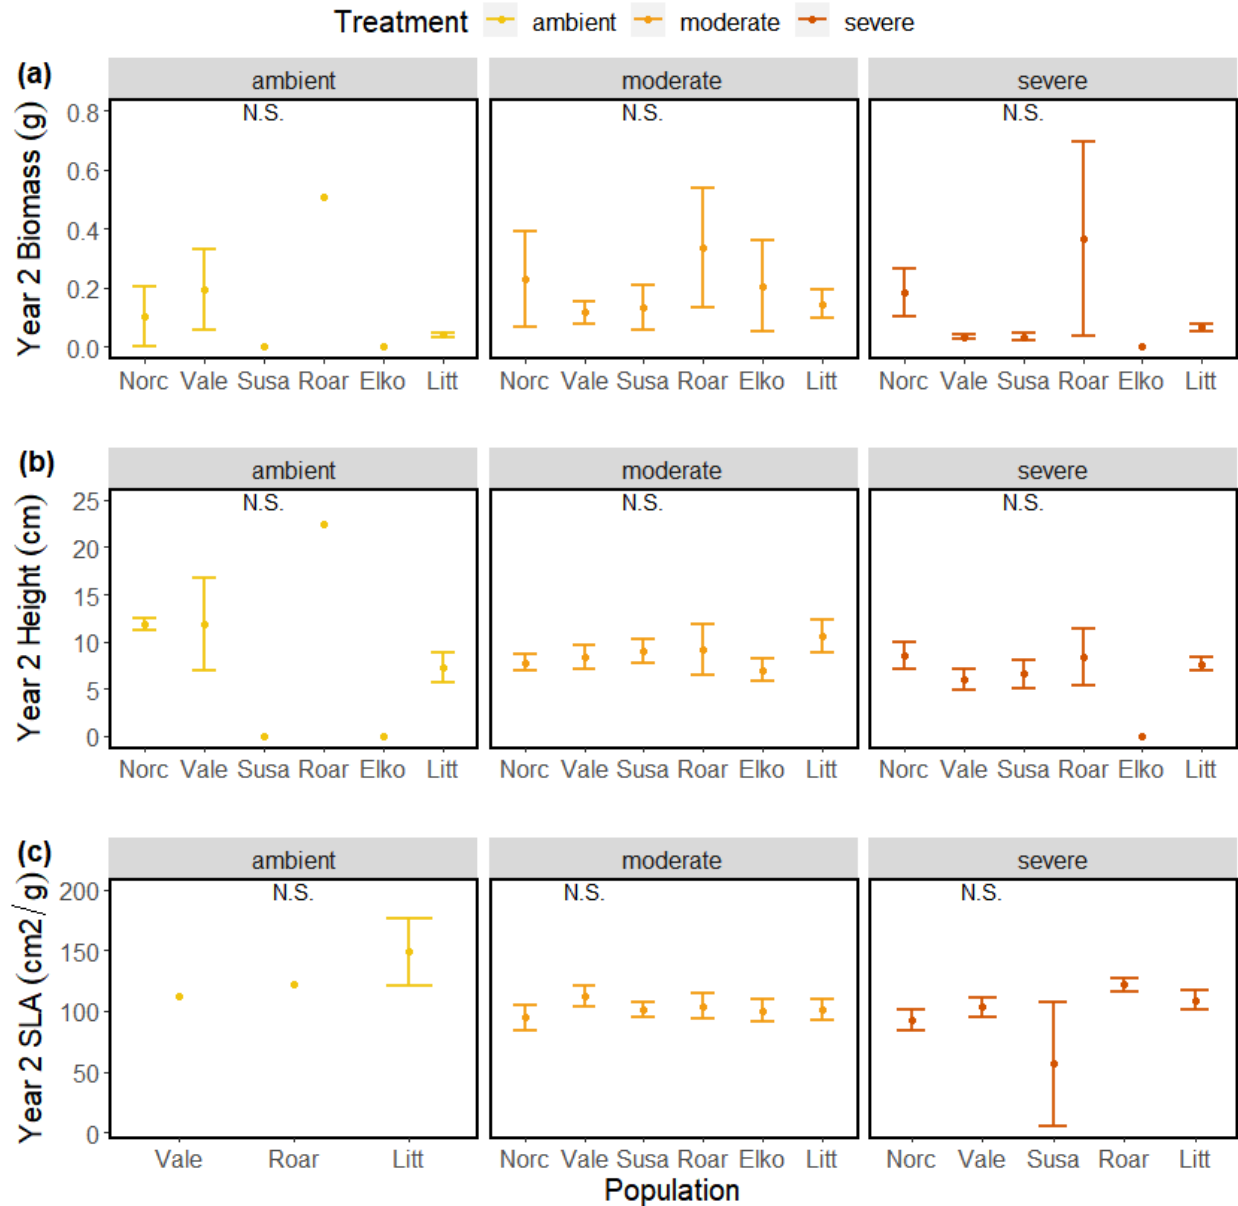 Treatment ambient moderate severe
(a)
ambient moderate severe
Year 2 Biomass (g)
N.S. N.S. N.S.
0.8
0.6
0.4
0.2
0.0
Norc Vale Susa Roar Elko Litt Norc Vale Susa Roar Elko Litt Norc Vale Susa Roar Elko Litt
(b)
ambient moderate severe
Year 2 Height (cm)
N.S. N.S. N.S.
25
20
15
10
5
0
Norc Vale Susa Roar Elko Litt Norc Vale Susa Roar Elko Litt Norc Vale Susa Roar Elko Litt
(c)
ambient moderate severe
Year 2 SLA (cm2/g)
N.S. N.S. N.S.
200
150
100
50
0
Vale Roar Litt Norc Vale Susa Roar Elko Litt Norc Vale Susa Roar Litt
Population